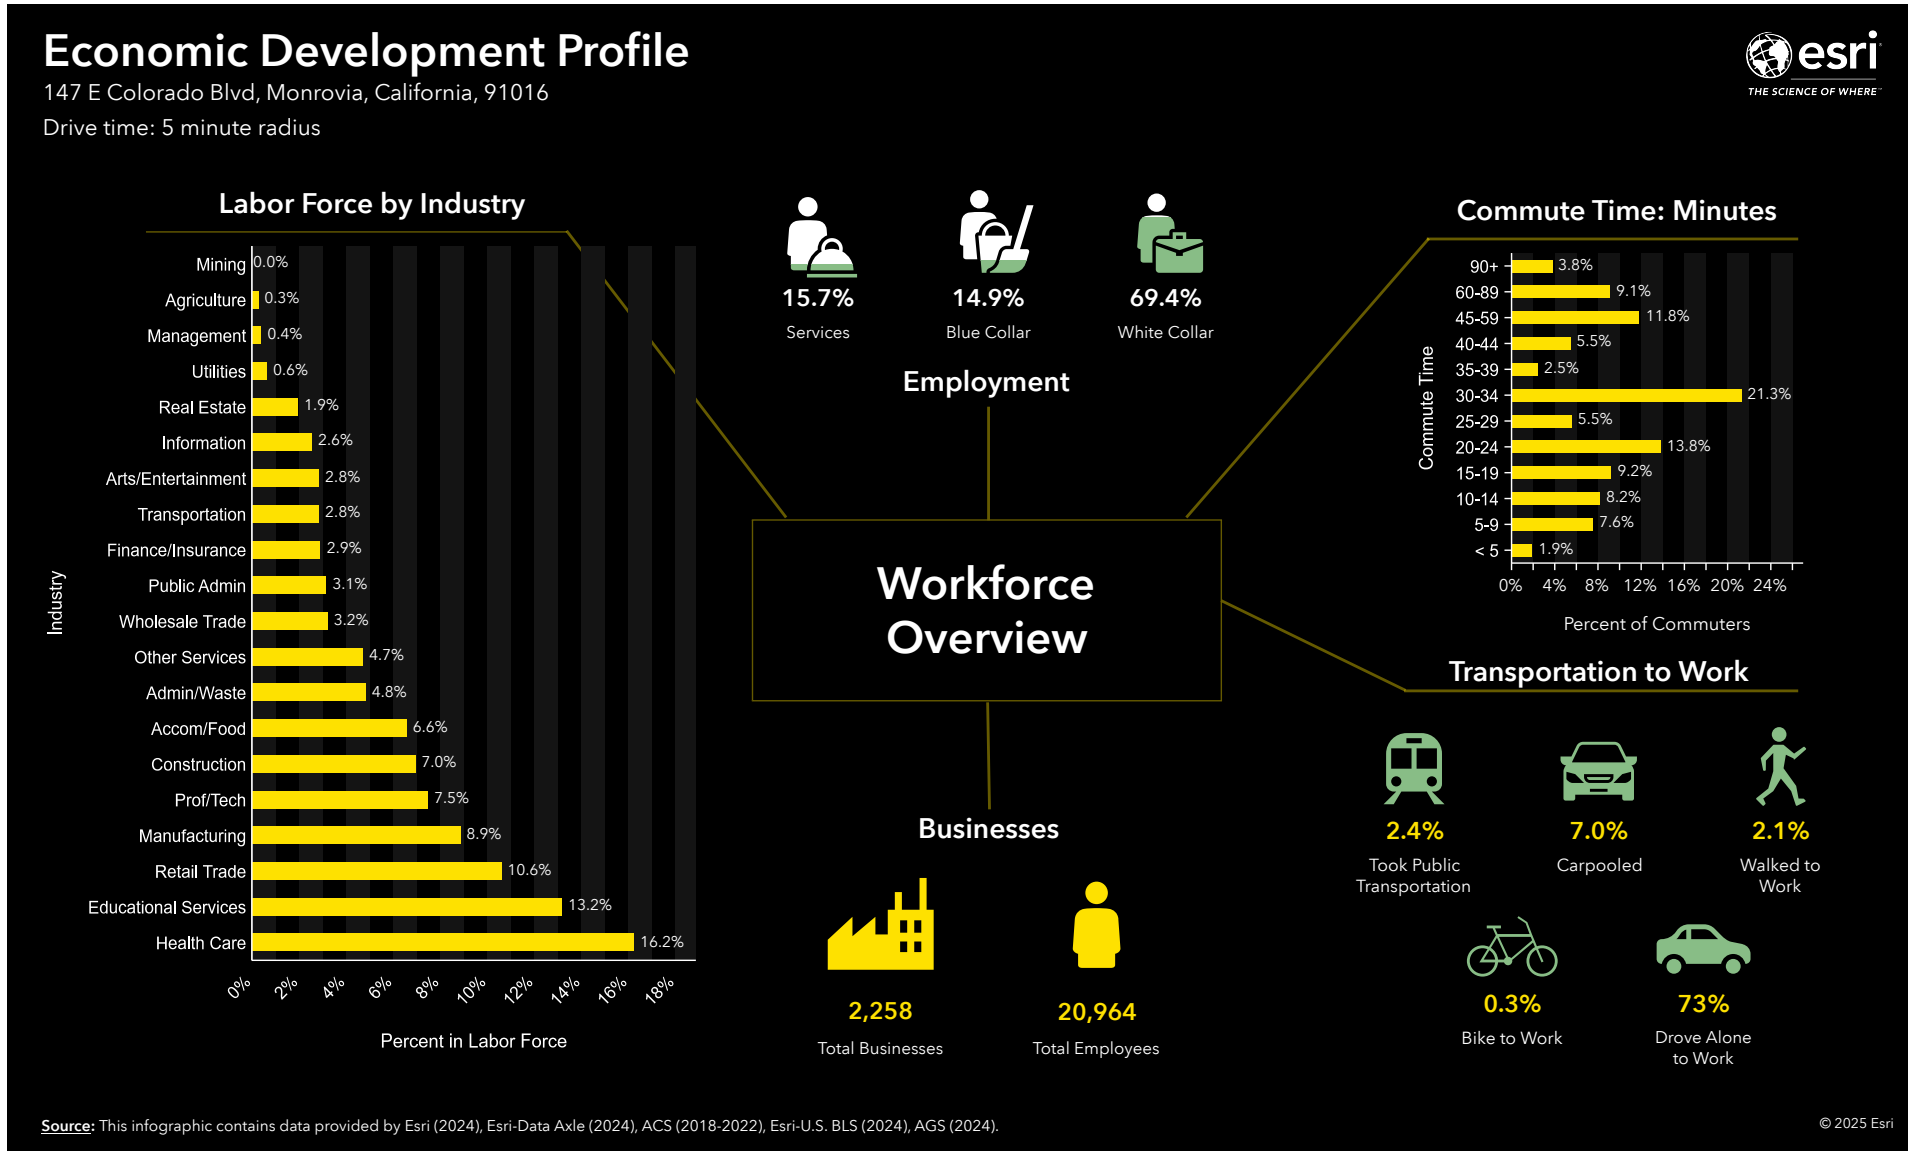 Economic Development Profile
147 E Colorado Blvd, Monrovia, California, 91016
Drive time: 5 minute radius
esri
THE SCIENCE OF WHERE™
Labor Force by Industry
Industry
Mining 0.0%
Agriculture 0.3%
Management 0.4%
Utilities 0.6%
Real Estate 1.9%
Information 2.6%
Arts/Entertainment 2.8%
Transportation 2.8%
Finance/Insurance 2.9%
Public Admin 3.1%
Wholesale Trade 3.2%
Other Services 4.7%
Admin/Waste 4.8%
Accom/Food 6.6%
Construction 7.0%
Prof/Tech 7.5%
Manufacturing 8.9%
Retail Trade 10.6%
Educational Services 13.2%
Health Care 16.2%
0% 2% 4% 6% 8% 10% 12% 14% 16% 18%
Percent in Labor Force
15.7% 14.9% 69.4%
Services Blue Collar White Collar
Employment
Workforce
Overview
Businesses
2,258 20,964
Total Businesses Total Employees
Commute Time: Minutes
Commute Time
90+ 3.8%
60-89 9.1%
45-59 11.8%
40-44 5.5%
35-39 2.5%
30-34 21.3%
25-29 5.5%
20-24 13.8%
15-19 9.2%
10-14 8.2%
5-9 7.6%
< 5 1.9%
0% 4% 8% 12% 16% 20% 24%
Percent of Commuters
Transportation to Work
2.4% 7.0% 2.1%
Took Public Carpooled Walked to
Transportation Work
0.3% 73%
Bike to Work Drove Alone
to Work
Source: This infographic contains data provided by Esri (2024), Esri-Data Axle (2024), ACS (2018-2022), Esri-U.S. BLS (2024), AGS (2024).
© 2025 Esri